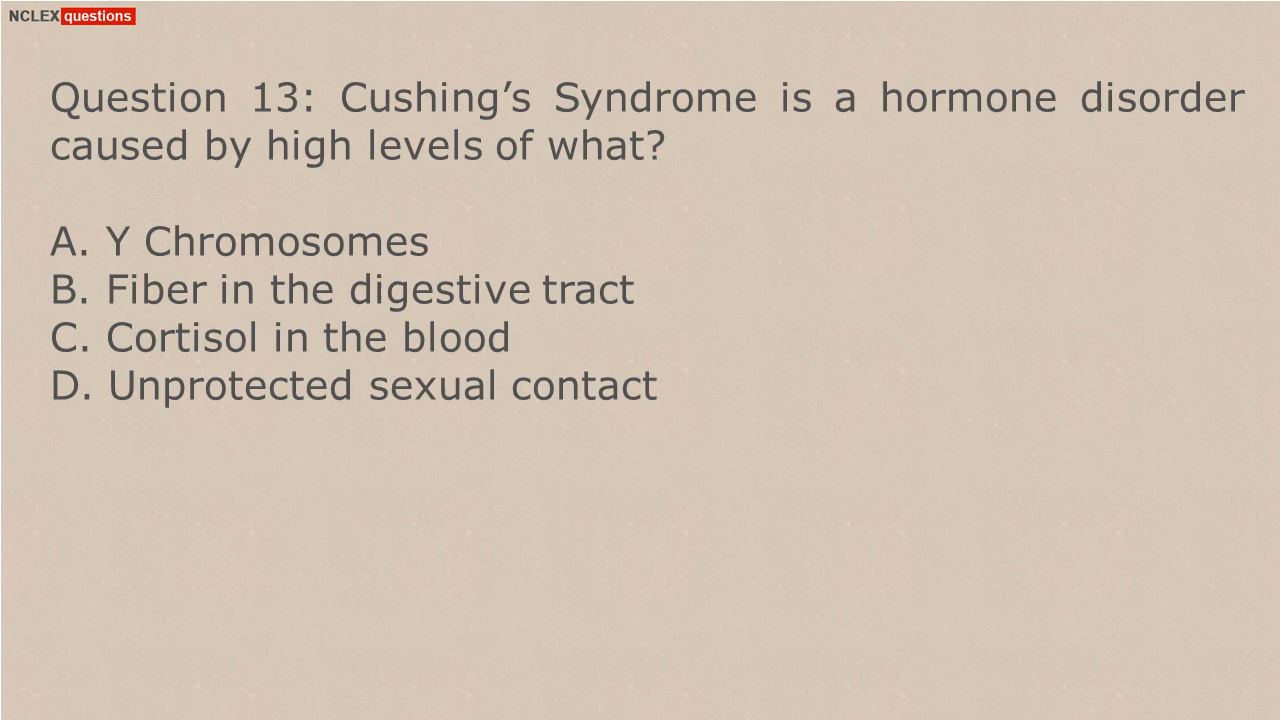 NCLEX questions
Question 13: Cushing’s Syndrome is a hormone disorder
caused by high levels of what?
A. Y Chromosomes
B. Fiber in the digestive tract
C. Cortisol in the blood
D. Unprotected sexual contact